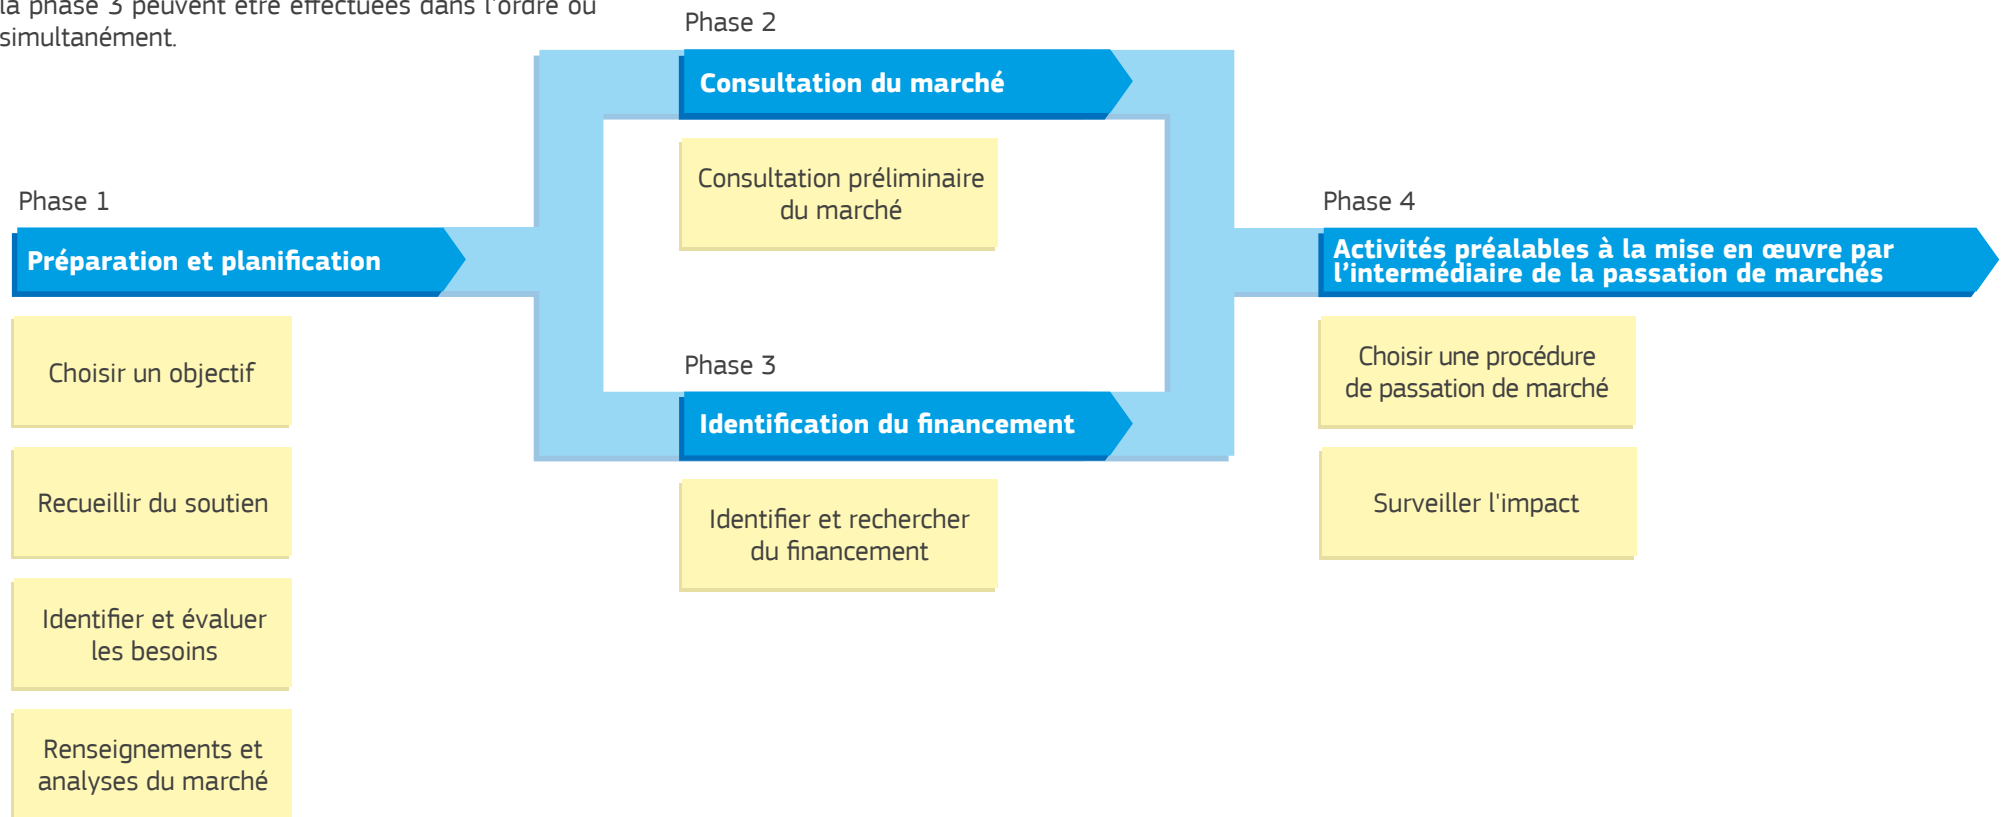 la phase 3 peuvent être effectuées dans l'ordre ou
simultanément.
Phase 1
Préparation et planification
Choisir un objectif
Recueillir du soutien
Identifier et évaluer
les besoins
Renseignements et
analyses du marché
Phase 2
Consultation du marché
Consultation préliminaire
du marché
Phase 3
Identification du financement
Identifier et rechercher
du financement
Phase 4
Activités préalables à la mise en œuvre par
l’intermédiaire de la passation de marchés
Choisir une procédure
de passation de marché
Surveiller l'impact